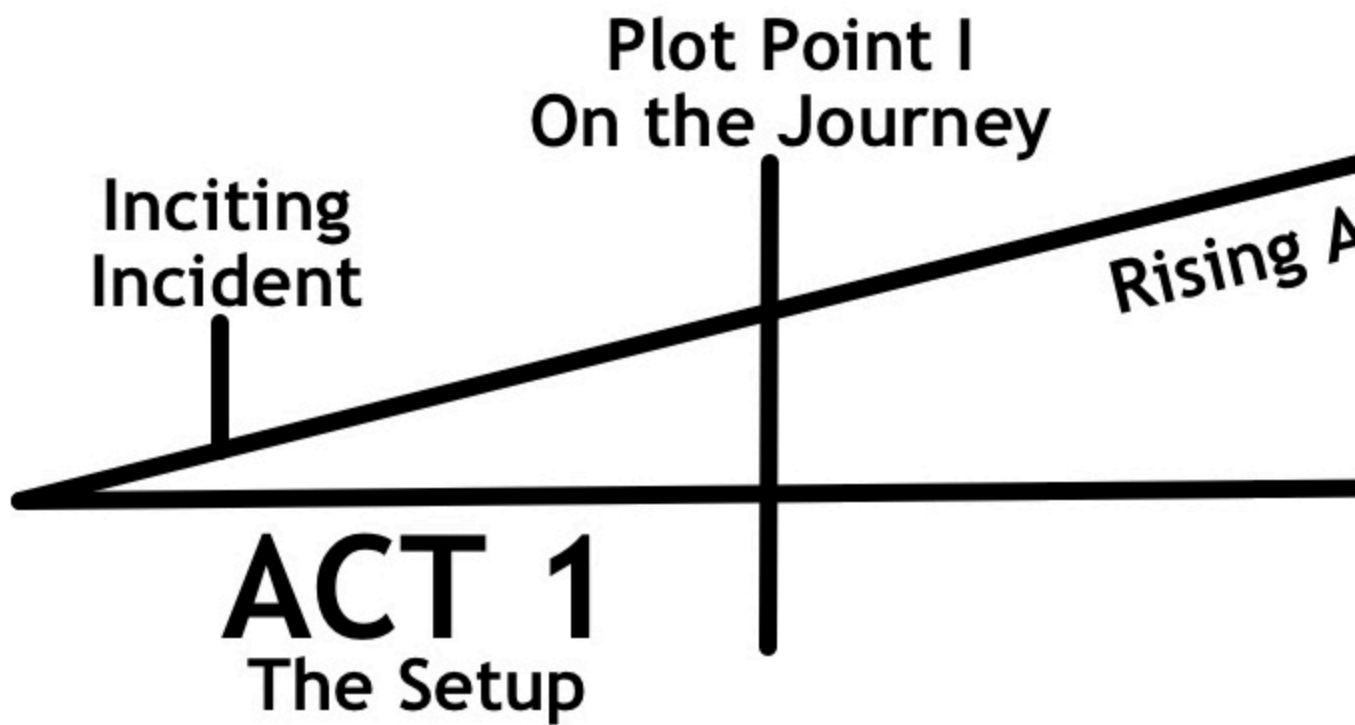 Plot Point I
On the Journey
Inciting
Incident
Rising
ACT 1
The Setup